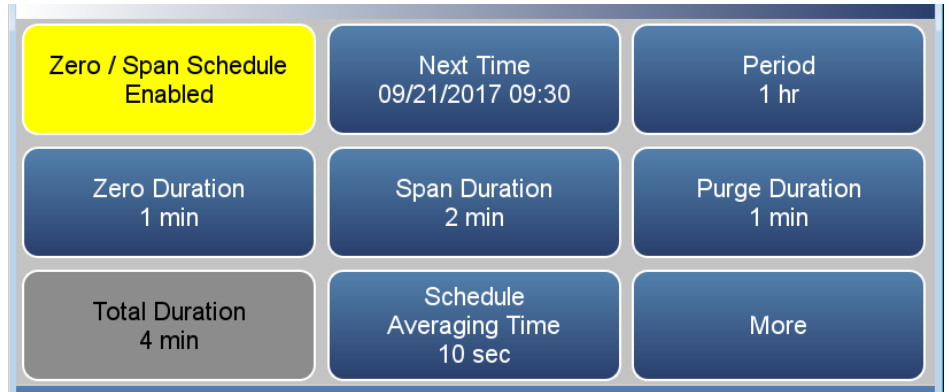 Zero / Span Schedule
Enabled
Next Time
09/21/2017 09:30
Period
1 hr
Zero Duration
1 min
Span Duration
2 min
Purge Duration
1 min
Total Duration
4 min
Schedule
Averaging Time
10 sec
More